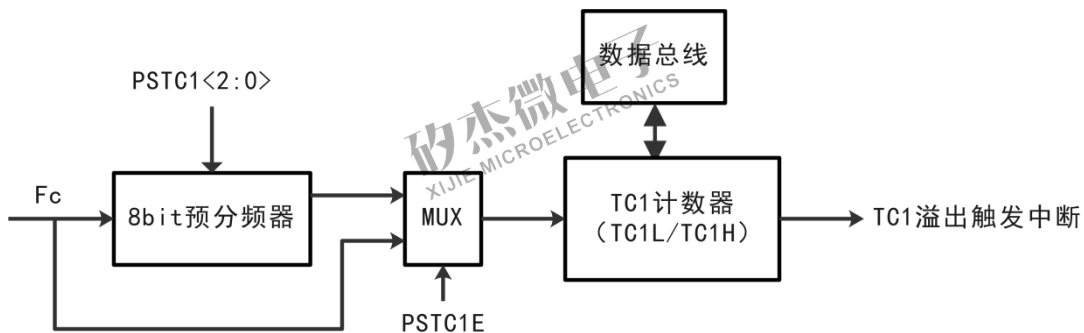 数据总线
PSTC1<2:0>
矽杰微电子
XIJIE MICROELECTRONICS
Fc
8bit预分频器
MUX
TC1计数器
（TC1L/TC1H）
TC1溢出触发中断
PSTC1E